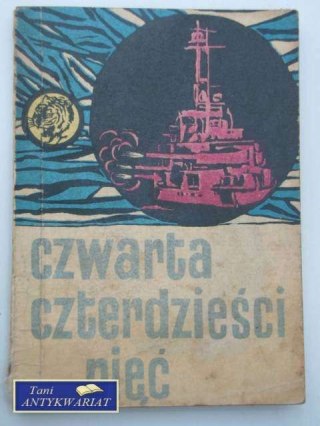 czwarta
czterdzieści
pięć
Tani
ANTYKWARIAT